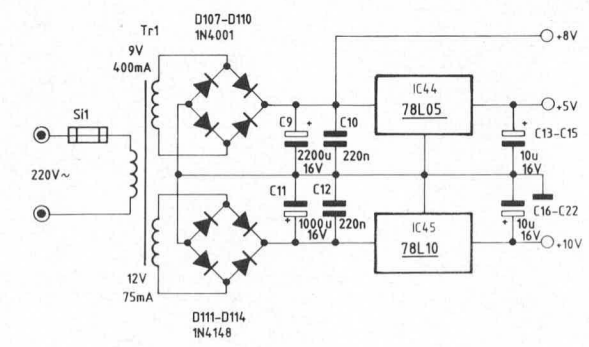 D107-D110
1N4001
Tr1
9V
400mA
+8V
IC44
78L05
+5V
Si1
C9
+
C10
+
C13-C15
2200u
16V
220n
10u
16V
220V~
C11
C12
C16-C22
+
1000u
16V
220n
IC45
78L10
+
10u
16V
+10V
12V
75mA
D111-D114
1N4148